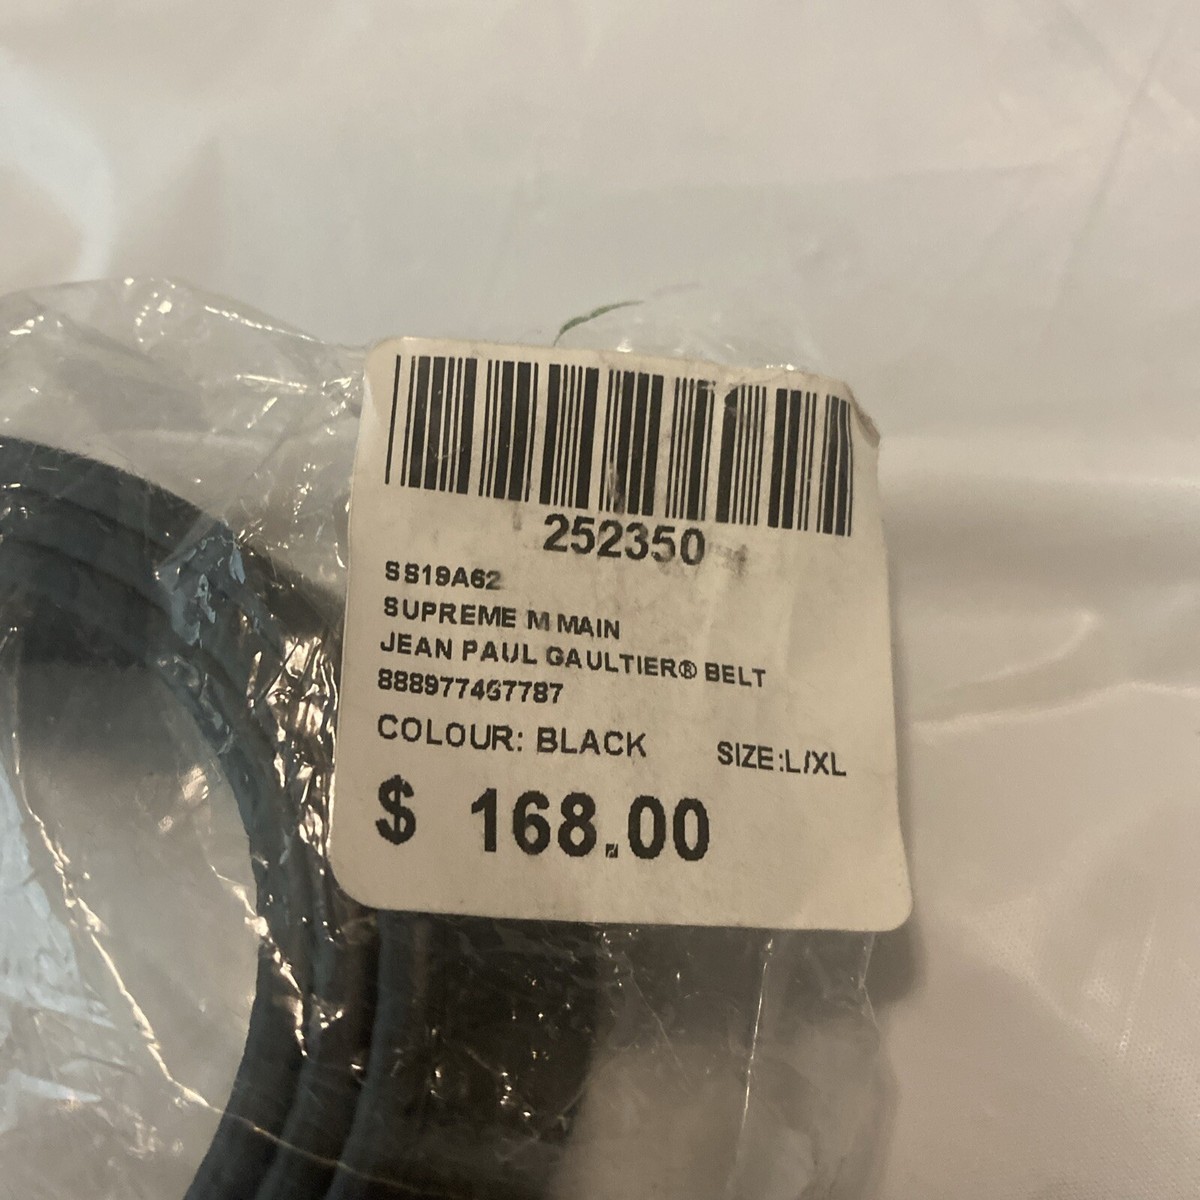 252350
SS19A62
SUPREME M MAIN
JEAN PAUL GAULTIER® BELT
888977467787
COLOUR: BLACK SIZE:L/XL
$ 168.00